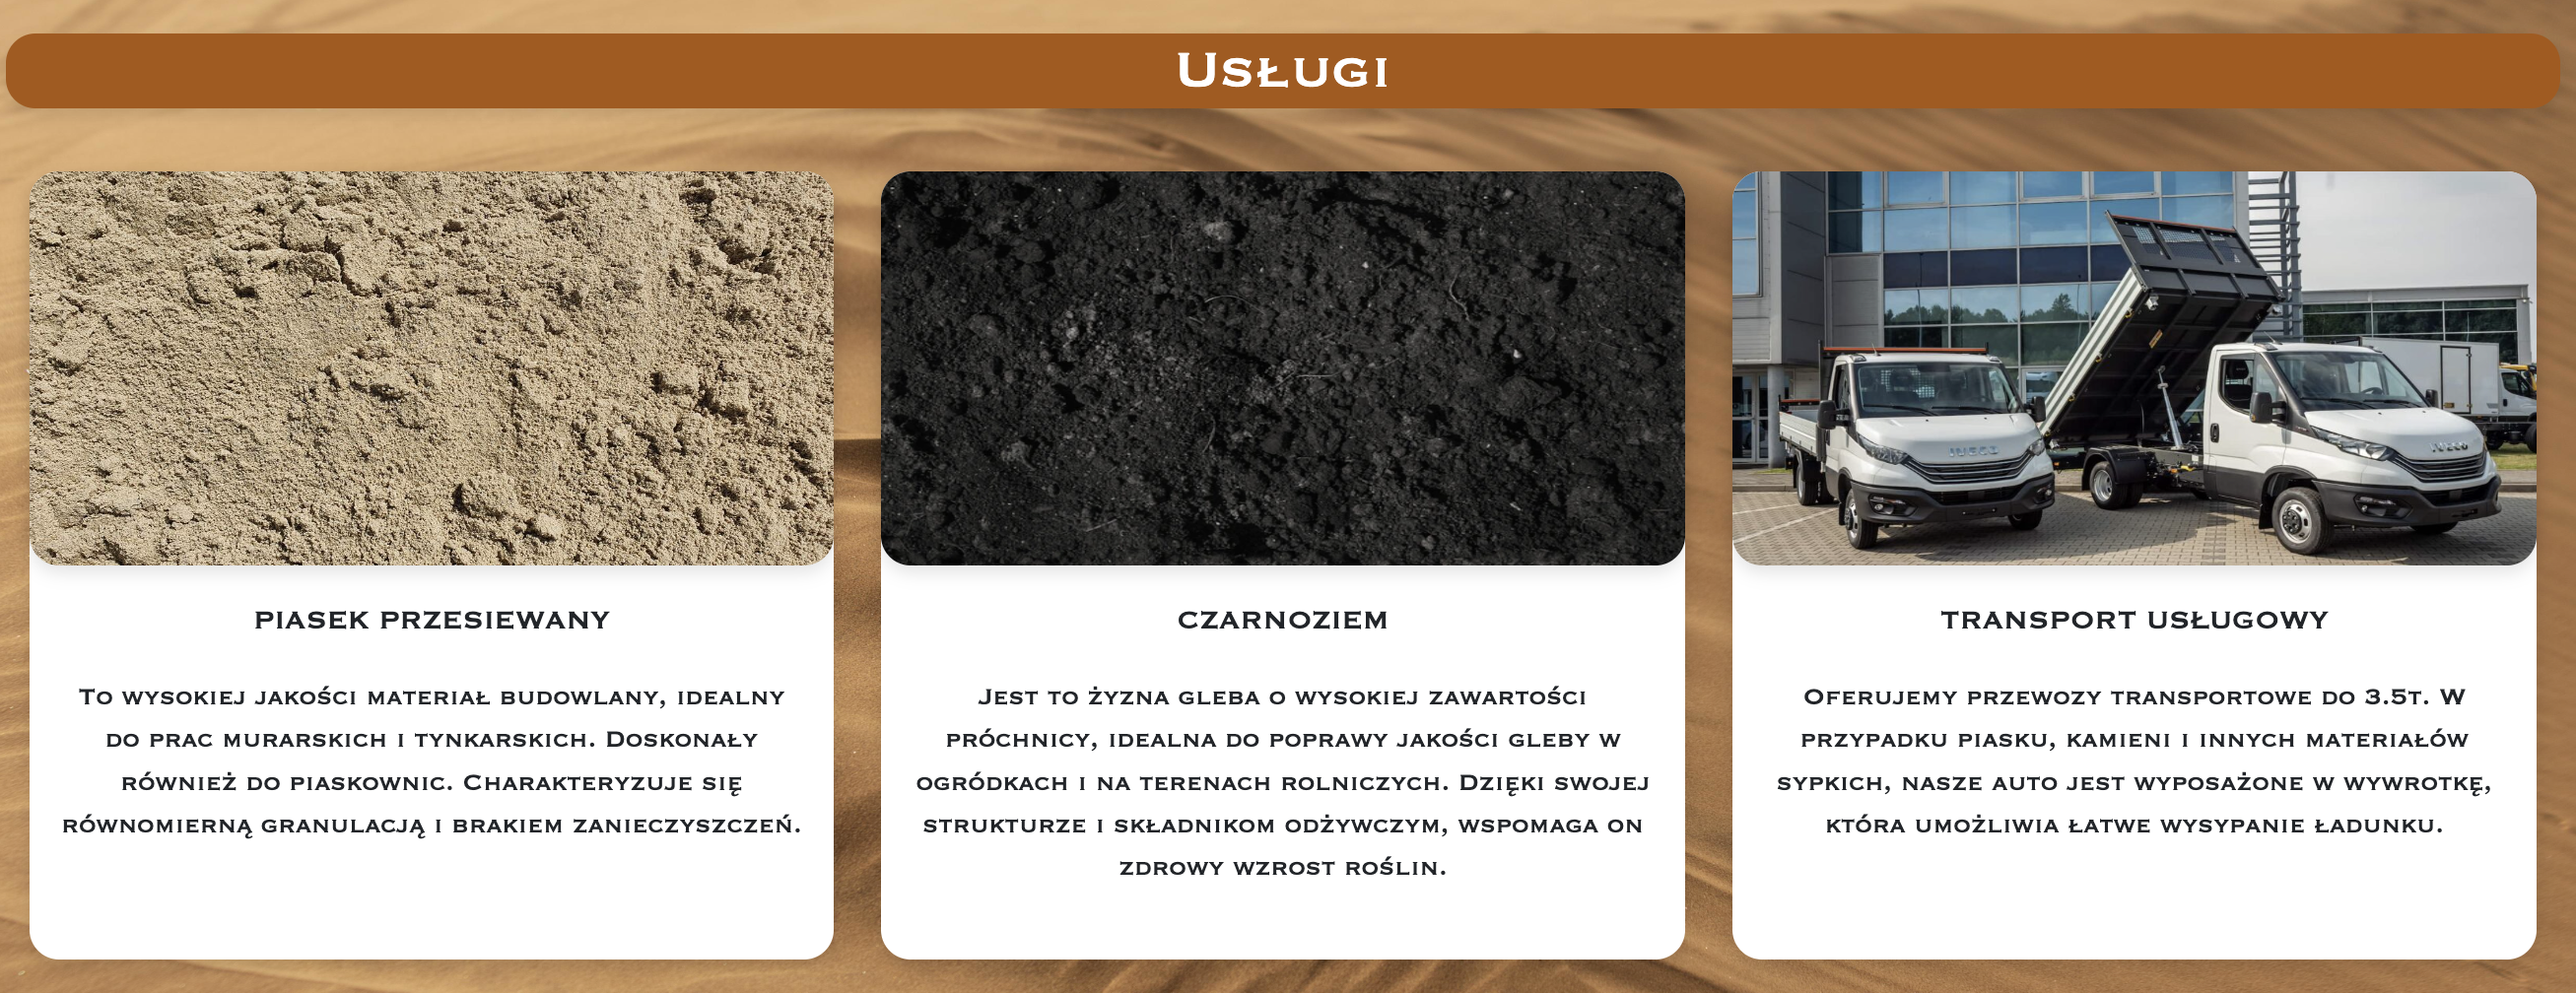 Usługi
PIASEK PRZESIEWANY
To wysokiej jakości materiał budowlany, idealny
do prac murarskich i tynkarskich. Doskonały
również do piaskownic. Charakteryzuje się
równomierną granulacją i brakiem zanieczyszczeń.
CZARNOZIEM
Jest to żyzna gleba o wysokiej zawartości
próchnicy, idealna do poprawy jakości gleby w
ogródkach i na terenach rolniczych. Dzięki swojej
strukturze i składnikom odżywczym, wspomaga on
zdrowy wzrost roślin.
IVECO
IVECO
TRANSPORT USŁUGOWY
Oferujemy przewozy transportowe do 3.5t. W
przypadku piasku, kamieni i innych materiałów
sypkich, nasze auto jest wyposażone w wywrotkę,
która umożliwia łatwe wysypanie ładunku.